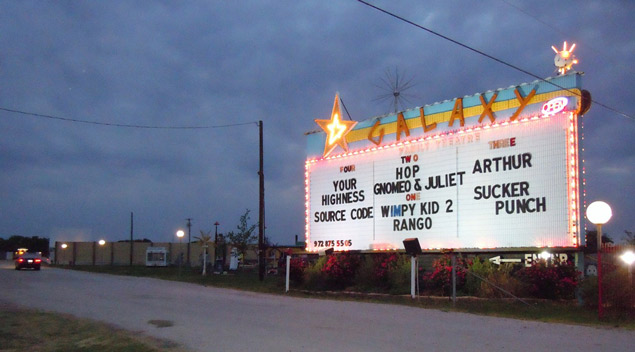 GALAXY
FOUR
YOUR
HIGHNESS
SOURCE CODE
972 875 5505
TWO
HOP
GNOMEO & JULIET
ONE
WIMPY KID 2
RANGO
THREE
ARTHUR
SUCKER
PUNCH
ENTER